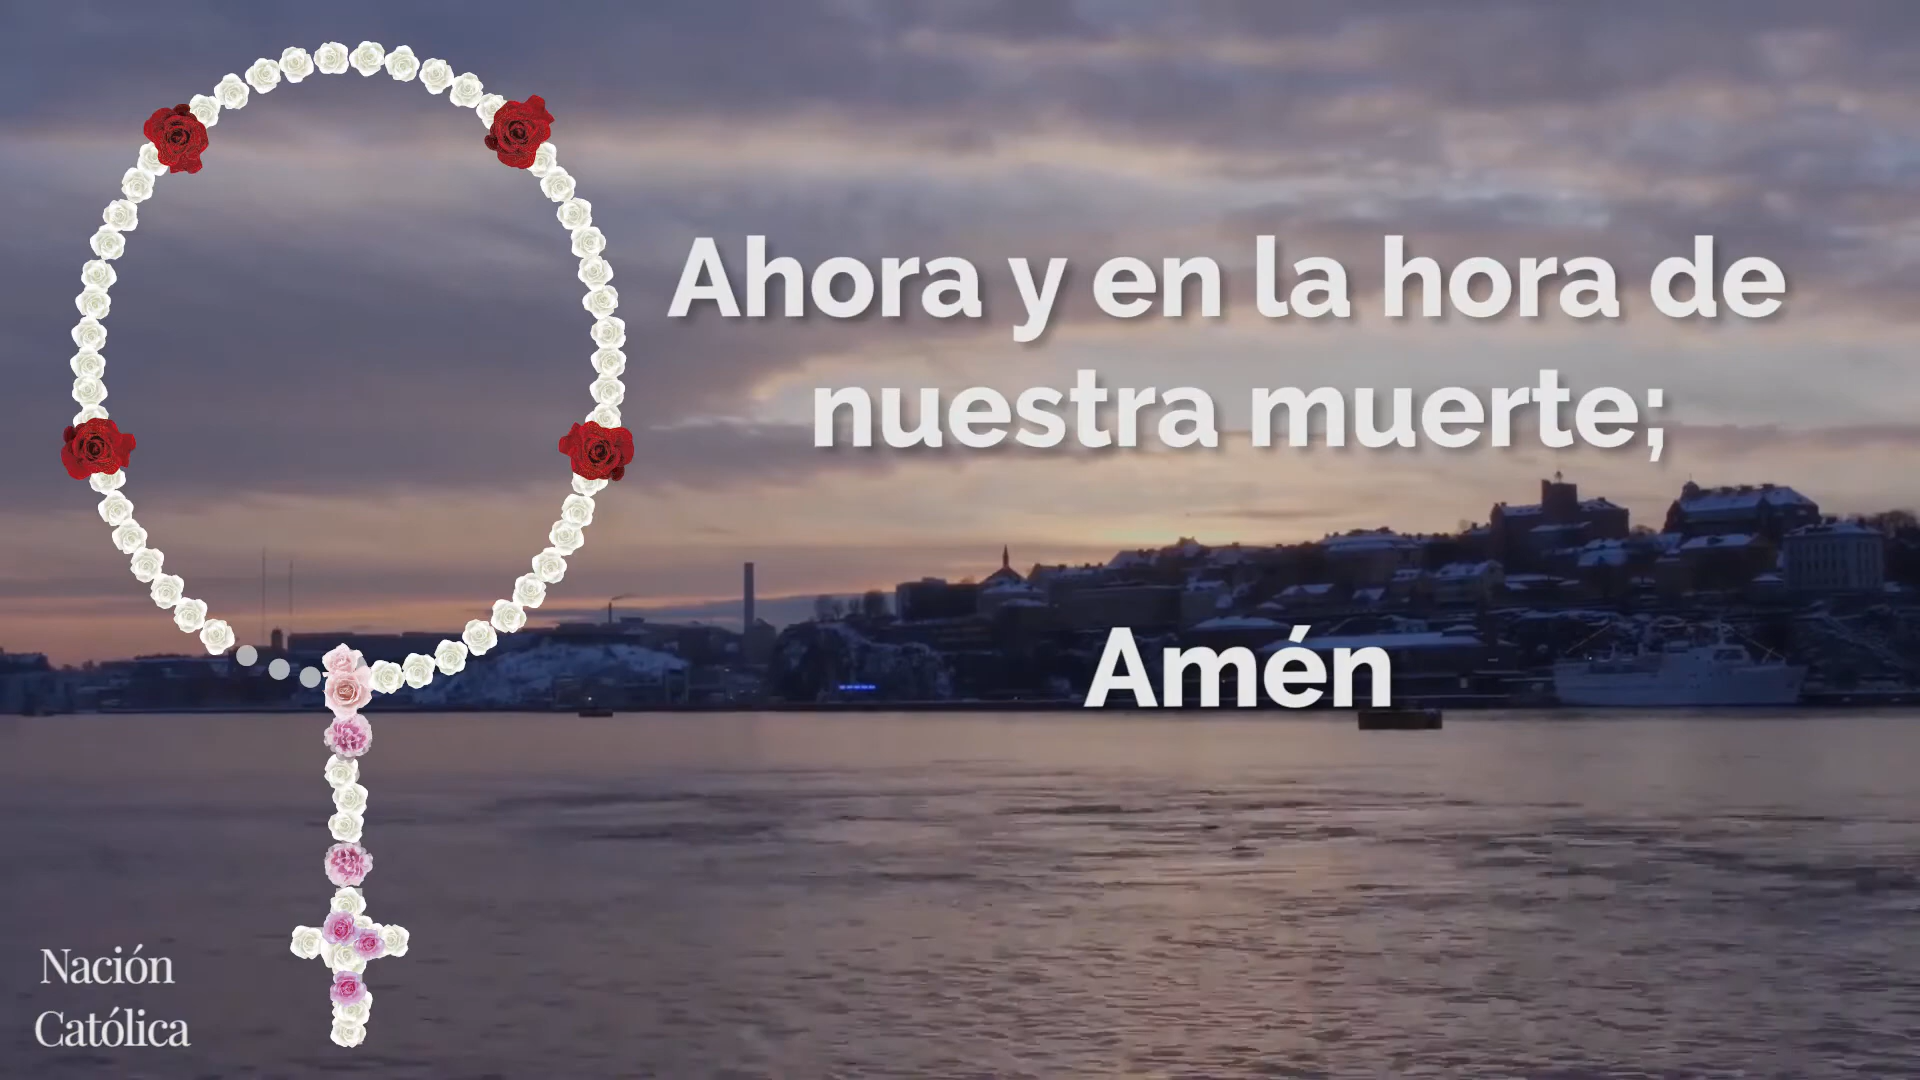 Ahora y en la hora de
nuestra muerte;
Amén
Nación
Católica